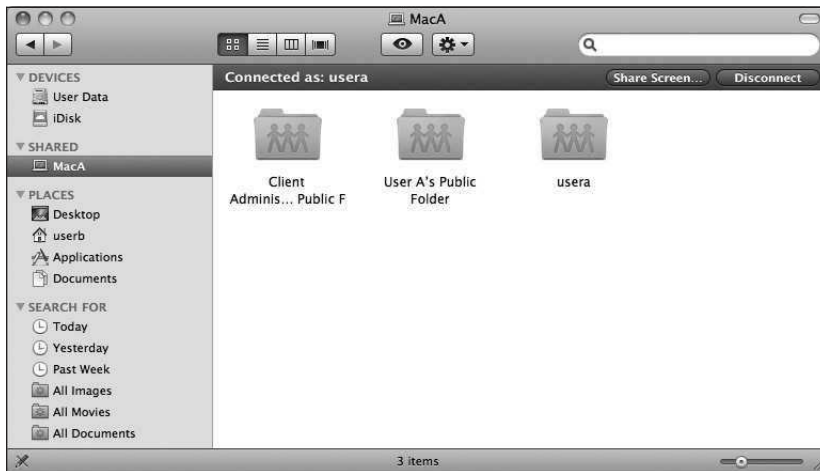 MacA
DEVICES
User Data
iDisk
SHARED
MacA
PLACES
Desktop
userb
Applications
Documents
SEARCH FOR
Today
Yesterday
Past Week
All Images
All Movies
All Documents
Connected as: usera
Share Screen...
Disconnect
Client
Adminis... Public F
User A's Public
Folder
usera
3 items